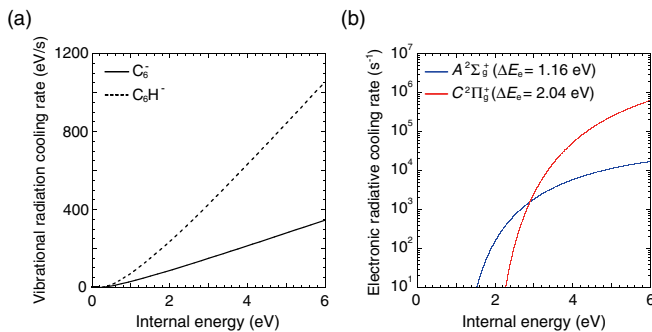 (a)
Vibrational radiation cooling rate (eV/s)
1200
800
400
0
C₆⁻
C₆H⁻
0 2 4 6
Internal energy (eV)
(b)
Electronic radiative cooling rate (s⁻¹)
10⁷
10⁶
10⁵
10⁴
10³
10²
10¹
A²Σg⁺(ΔEe = 1.16 eV)
C²Πg⁺(ΔEe = 2.04 eV)
0 2 4 6
Internal energy (eV)